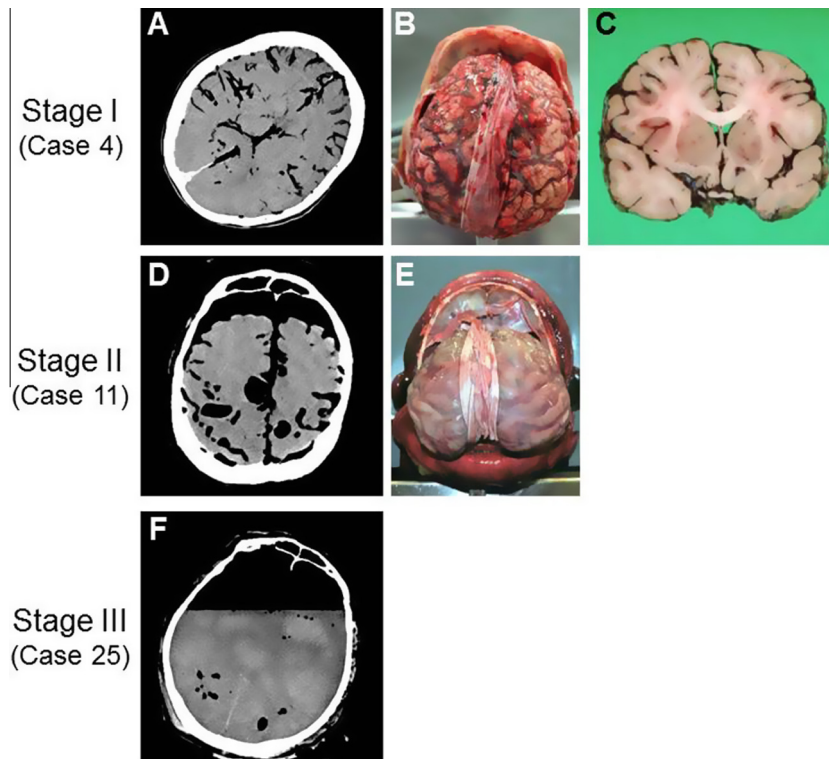 A
B
C
Stage I
(Case 4)
D
E
Stage II
(Case 11)
F
Stage III
(Case 25)